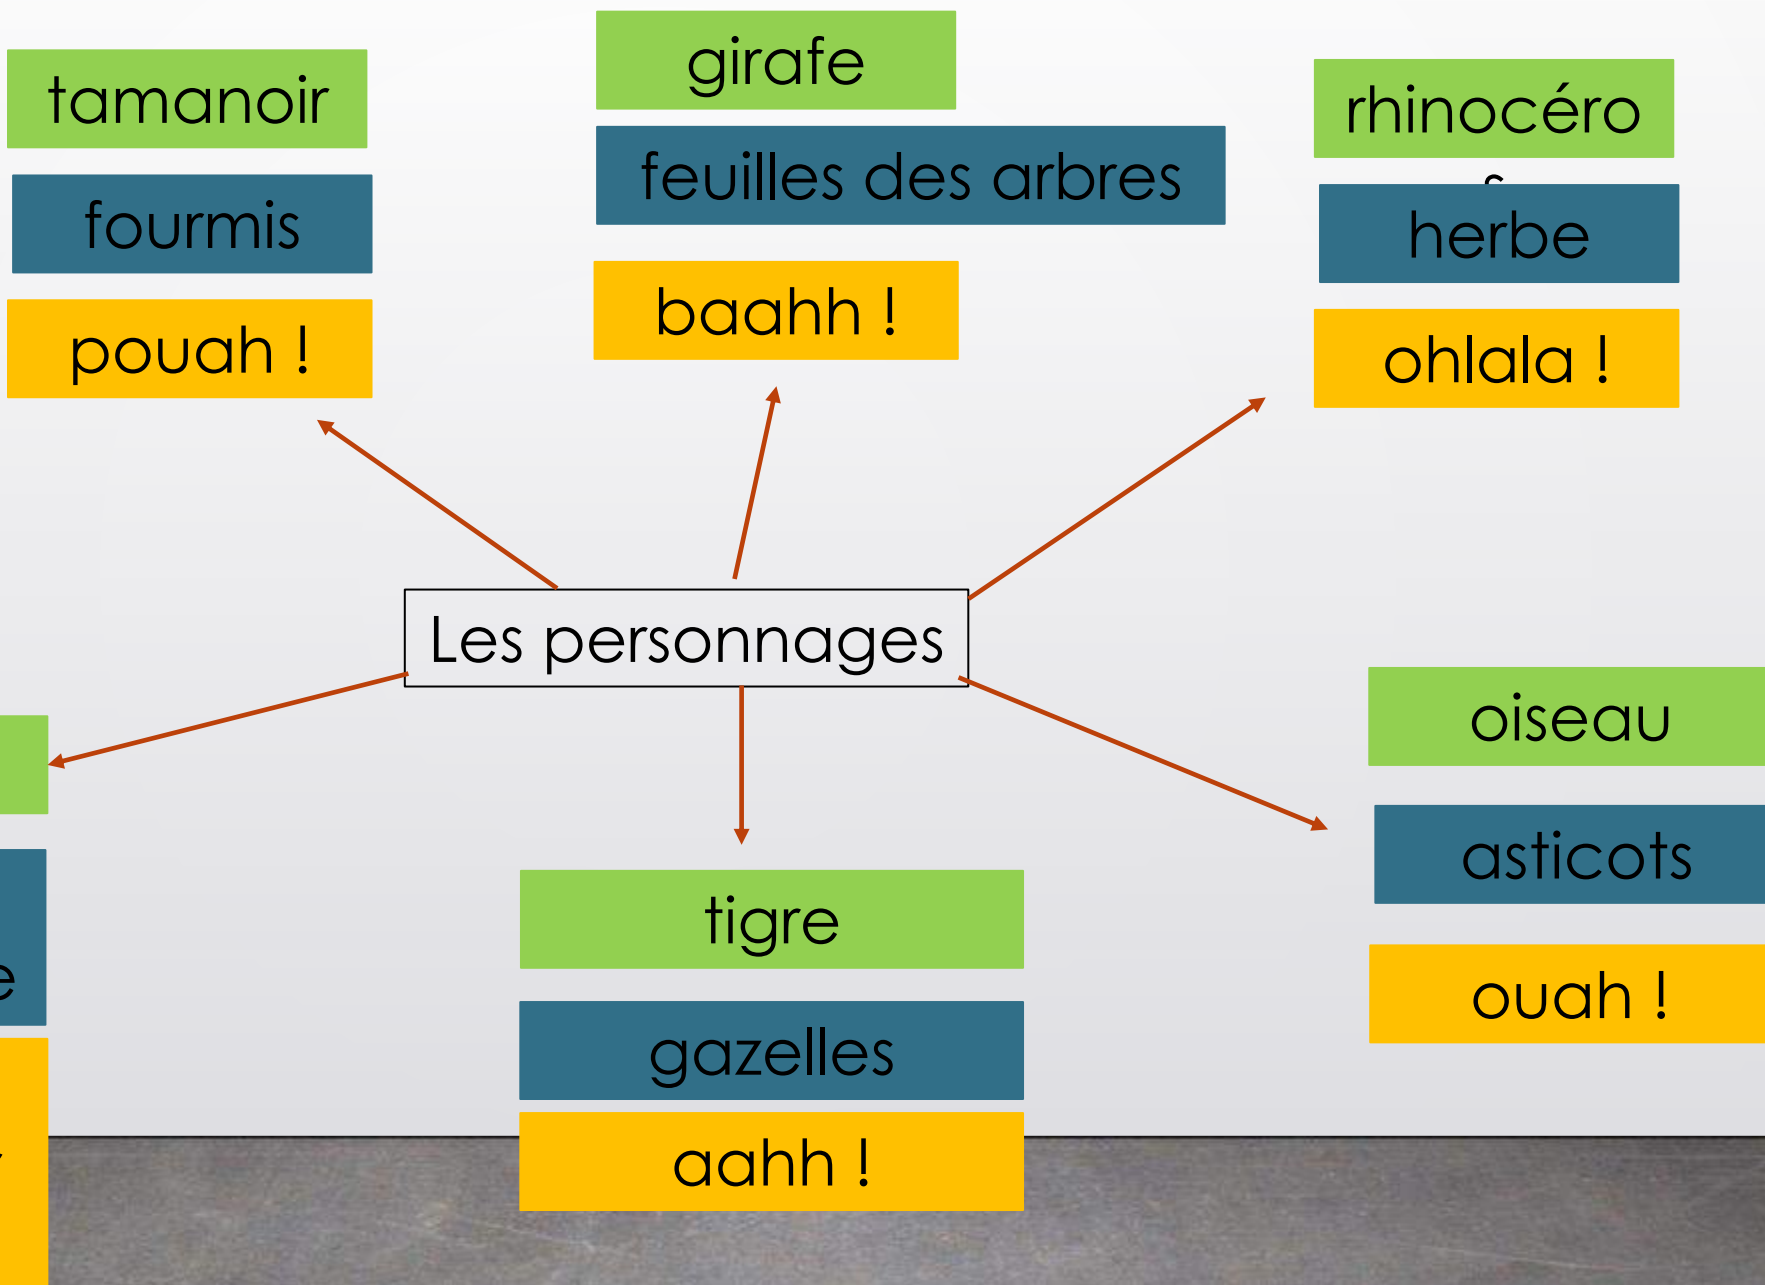 tamanoir
fourmis
pouah !
girafe
feuilles des arbres
baahh !
rhinocéro
herbe
ohlala !
Les personnages
tigre
gazelles
aahh !
oiseau
asticots
ouah !